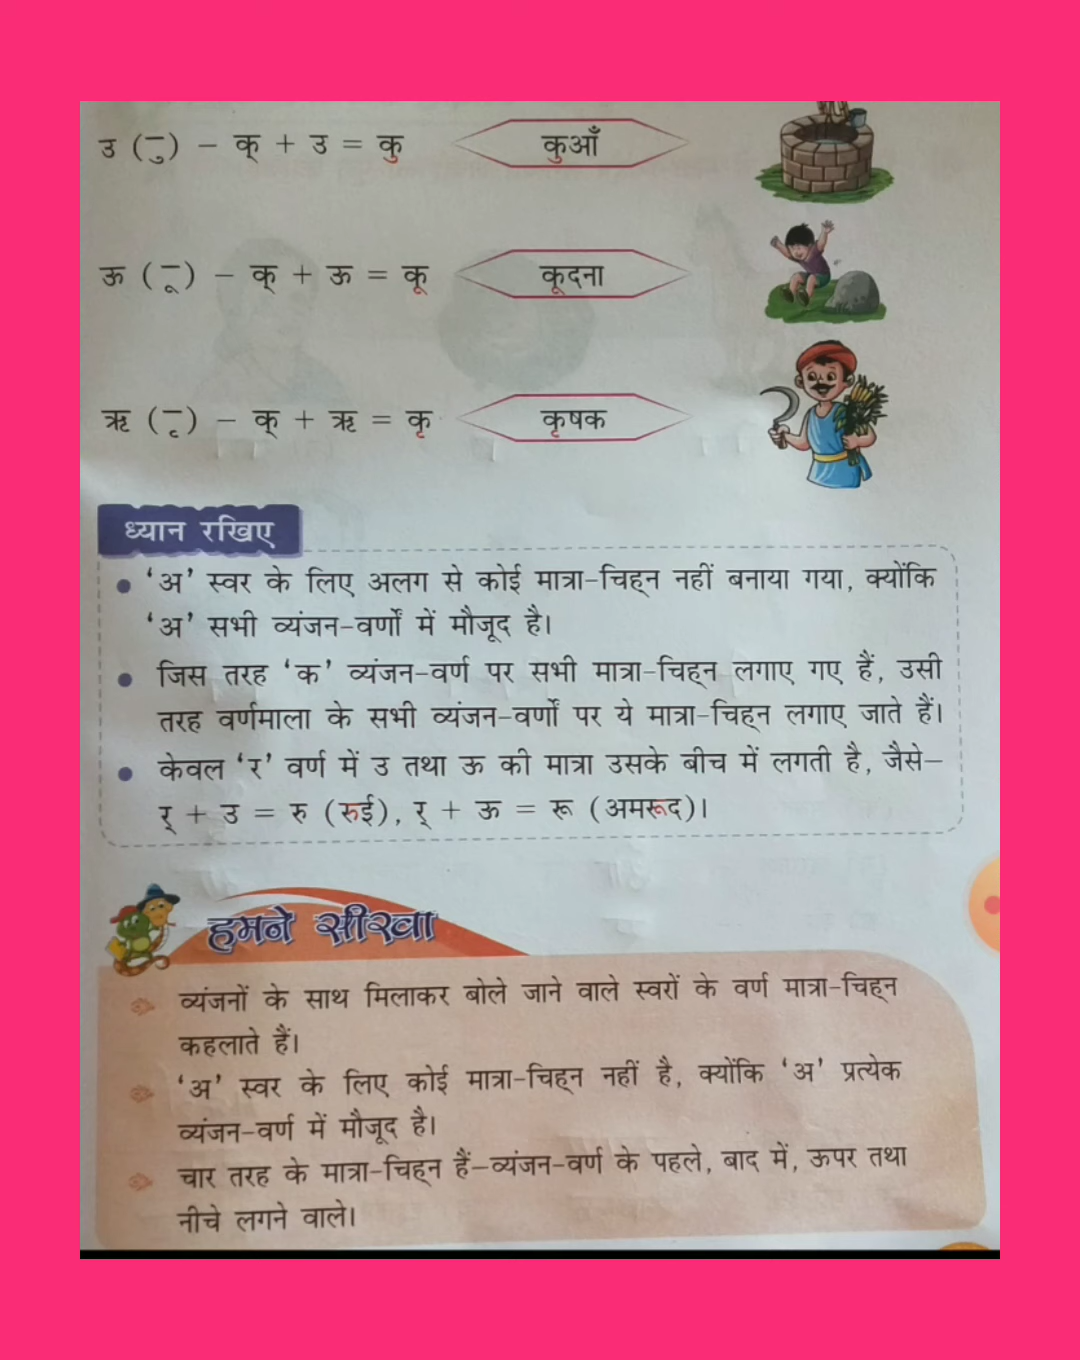 उ (ु) – क् + उ = कु कुआँ
ऊ (ू) – क् + ऊ = कू कूदना
ऋ (ृ) – क् + ऋ = कृ कृषक
ध्यान रखिए
• ‘अ’ स्वर के लिए अलग से कोई मात्रा-चिह्‌न नहीं बनाया गया, क्योंकि
‘अ’ सभी व्यंजन-वर्णों में मौजूद है।
• जिस तरह ‘क’ व्यंजन-वर्ण पर सभी मात्रा-चिह्‌न लगाए गए हैं, उसी
तरह वर्णमाला के सभी व्यंजन-वर्णों पर ये मात्रा-चिह्‌न लगाए जाते हैं।
• केवल ‘र’ वर्ण में उ तथा ऊ की मात्रा उसके बीच में लगती है, जैसे–
र् + उ = रु (रुई), र् + ऊ = रू (अमरूद)।
हमने सीखा
व्यंजनों के साथ मिलाकर बोले जाने वाले स्वरों के वर्ण मात्रा-चिह्‌न
कहलाते हैं।
‘अ’ स्वर के लिए कोई मात्रा-चिह्‌न नहीं है, क्योंकि ‘अ’ प्रत्येक
व्यंजन-वर्ण में मौजूद है।
चार तरह के मात्रा-चिह्‌न हैं–व्यंजन-वर्ण के पहले, बाद में, ऊपर तथा
नीचे लगने वाले।